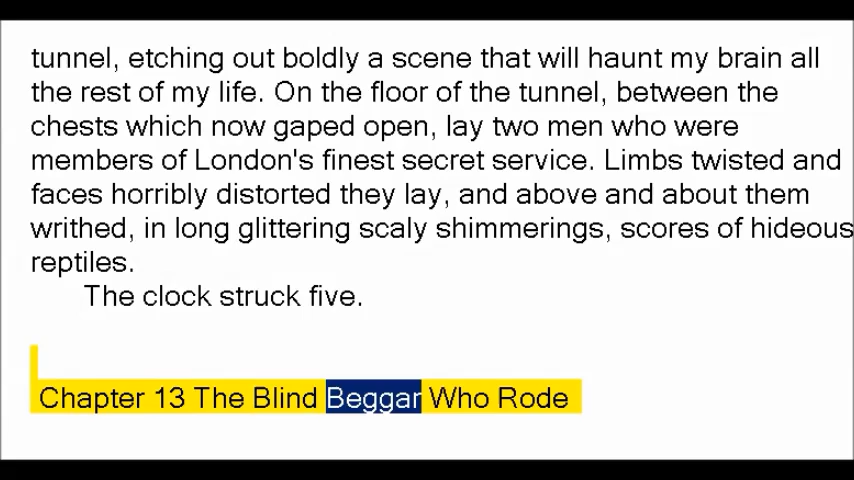 tunnel, etching out boldly a scene that will haunt my brain all
the rest of my life. On the floor of the tunnel, between the
chests which now gaped open, lay two men who were
members of London's finest secret service. Limbs twisted and
faces horribly distorted they lay, and above and about them
writhed, in long glittering scaly shimmerings, scores of hideous
reptiles.
The clock struck five.
Chapter 13 The Blind Beggar Who Rode